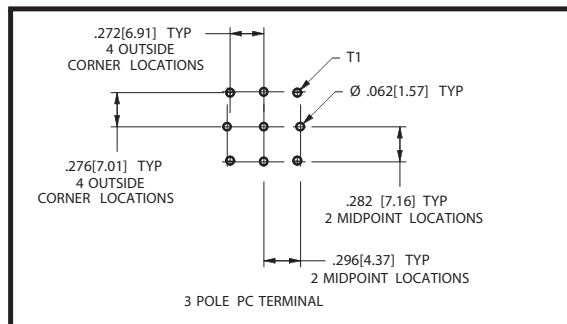 .272[6.91] TYP
4 OUTSIDE
CORNER LOCATIONS
T1
Ø .062[1.57] TYP
.276[7.01] TYP
4 OUTSIDE
CORNER LOCATIONS
.282 [7.16] TYP
2 MIDPOINT LOCATIONS
.296[4.37] TYP
2 MIDPOINT LOCATIONS
3 POLE PC TERMINAL